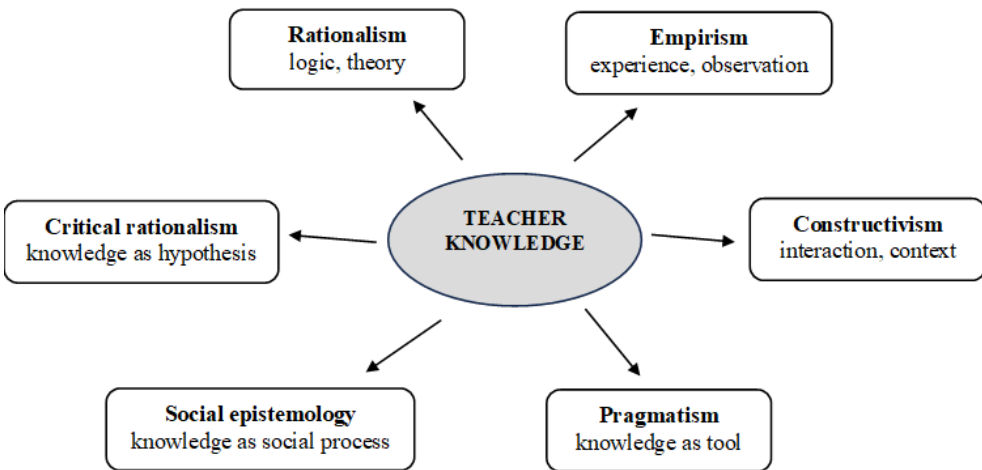 Rationalism
logic, theory
Empirism
experience, observation
TEACHER
KNOWLEDGE
Critical rationalism
knowledge as hypothesis
Constructivism
interaction, context
Social epistemology
knowledge as social process
Pragmatism
knowledge as tool